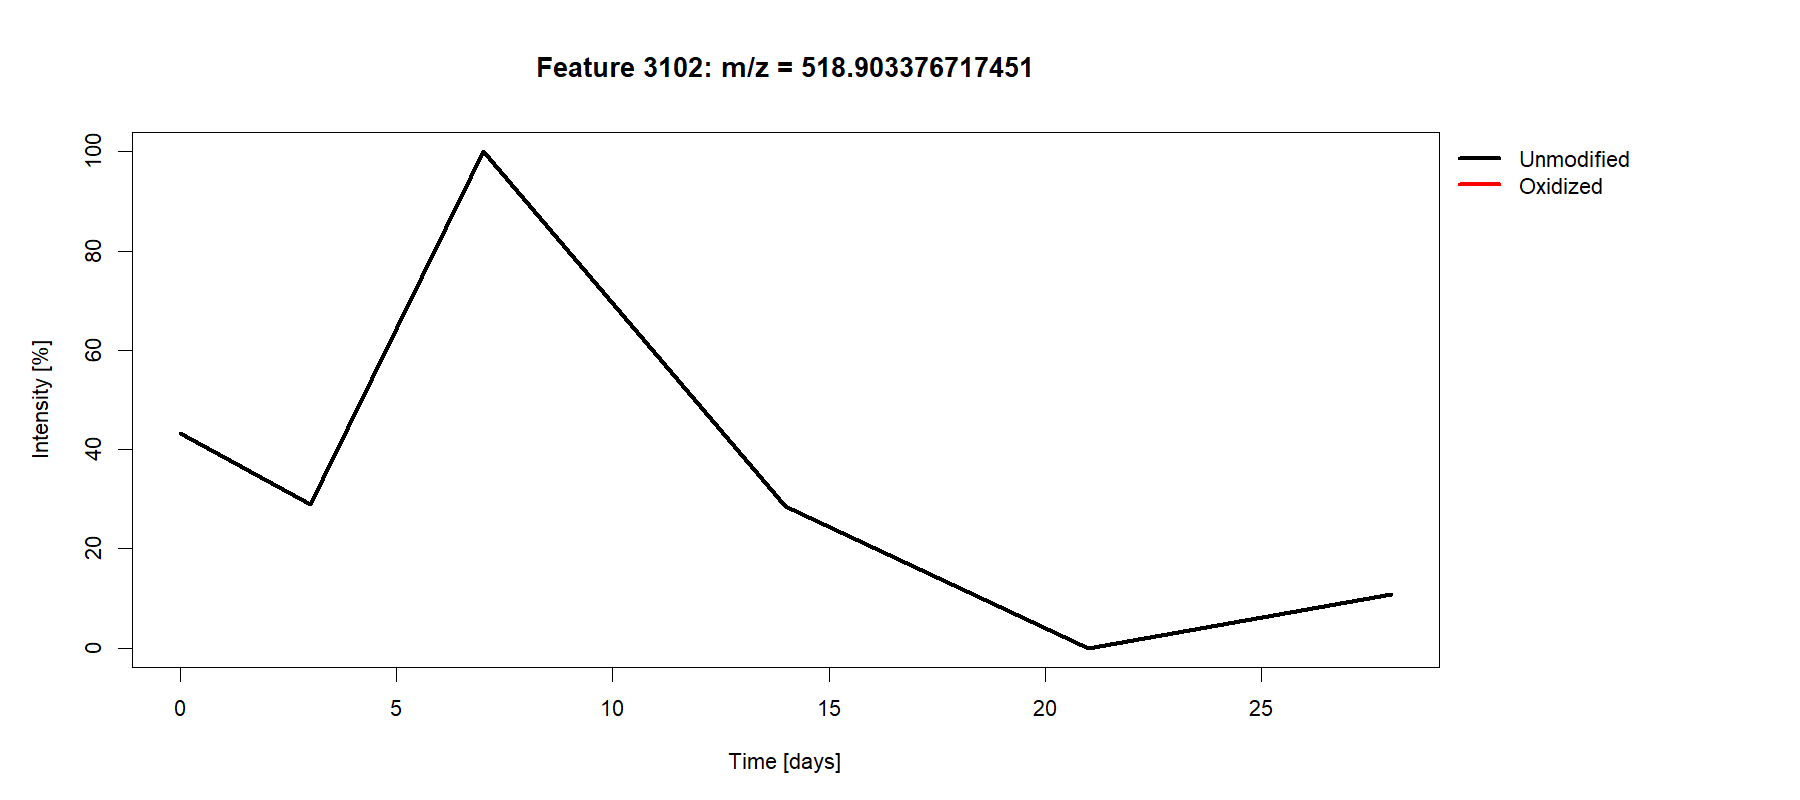 Feature 3102: m/z = 518.903376717451
Unmodified
Oxidized
Intensity [%]
100
80
60
40
20
0
0 5 10 15 20 25
Time [days]